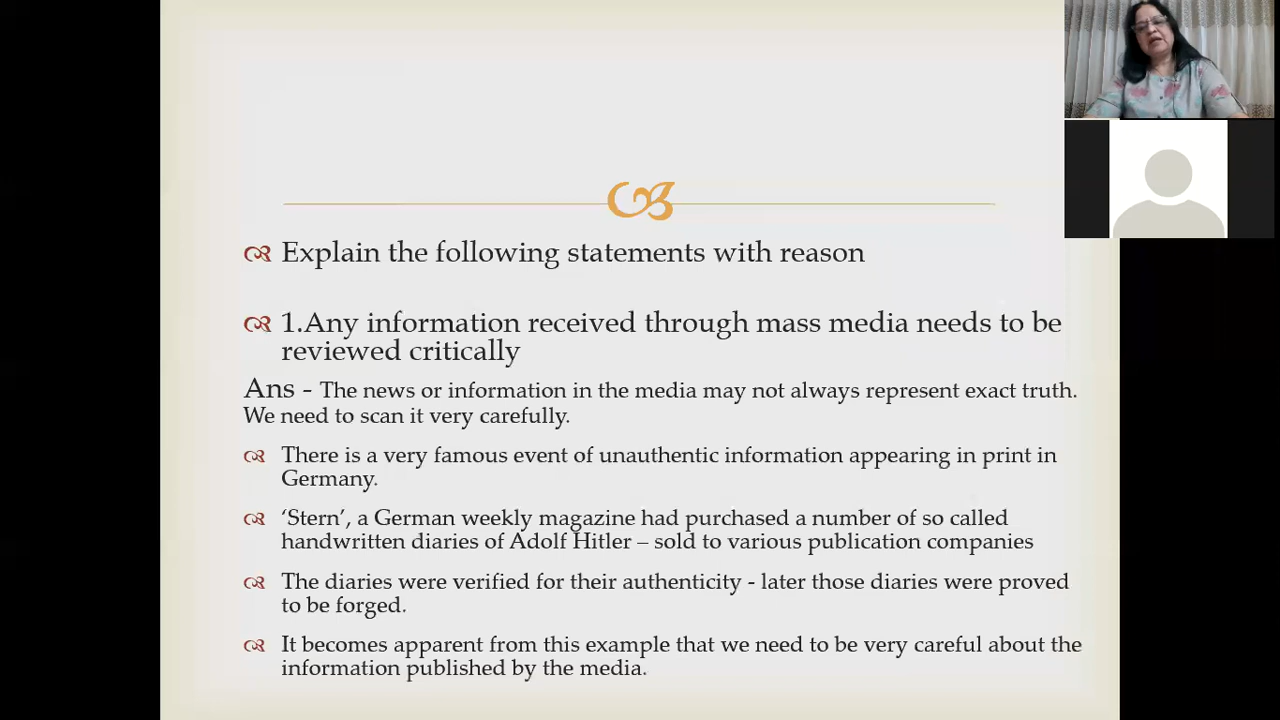 Explain the following statements with reason
1.Any information received through mass media needs to be
reviewed critically
Ans - The news or information in the media may not always represent exact truth.
We need to scan it very carefully.
There is a very famous event of unauthentic information appearing in print in
Germany.
‘Stern’, a German weekly magazine had purchased a number of so called
handwritten diaries of Adolf Hitler – sold to various publication companies
The diaries were verified for their authenticity - later those diaries were proved
to be forged.
It becomes apparent from this example that we need to be very careful about the
information published by the media.